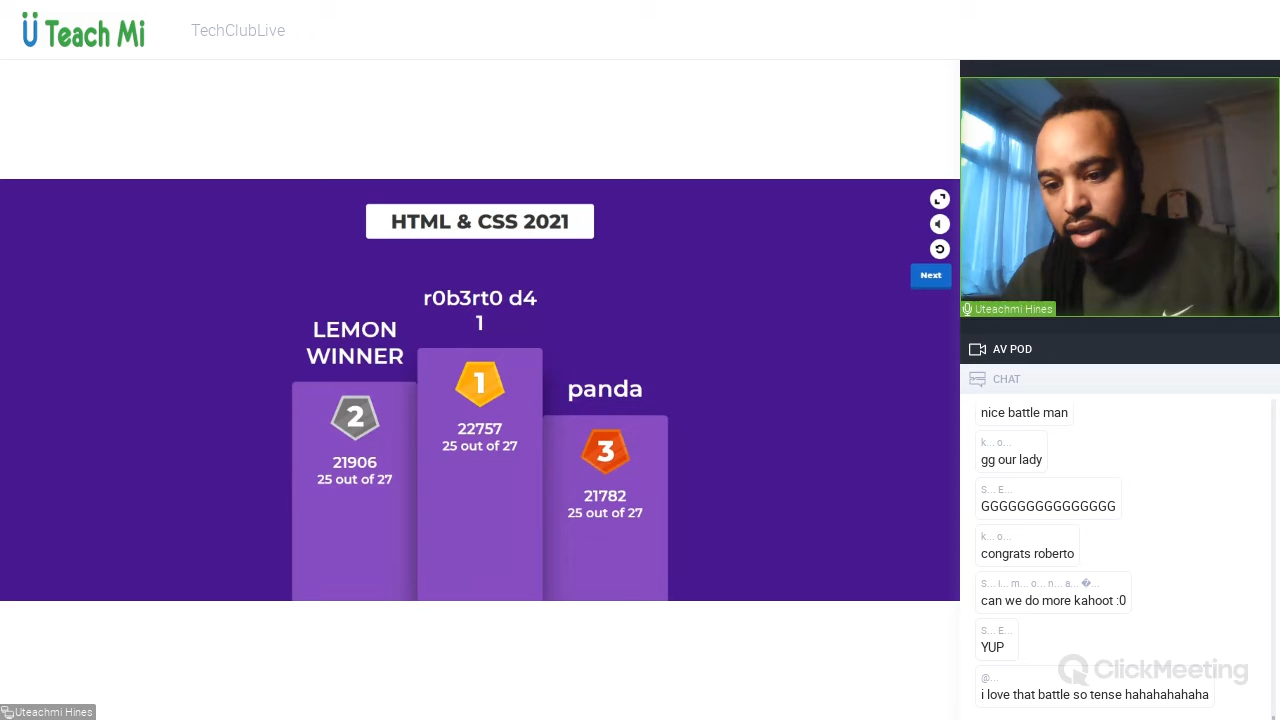 Ü Teach Mi
TechClubLive
HTML & CSS 2021
Next
r0b3rt0 d4
1
LEMON
WINNER
panda
1
22757
25 out of 27
2
21906
25 out of 27
3
21782
25 out of 27
Uteachmi Hines
AV POD
CHAT
nice battle man
k... o...
gg our lady
S... E...
GGGGGGGGGGGGGGG
k... o...
congrats roberto
S... i... m... o... n... a... �...
can we do more kahoot :0
S... E...
YUP
@...
i love that battle so tense hahahahahaha
ClickMeeting
Uteachmi Hines